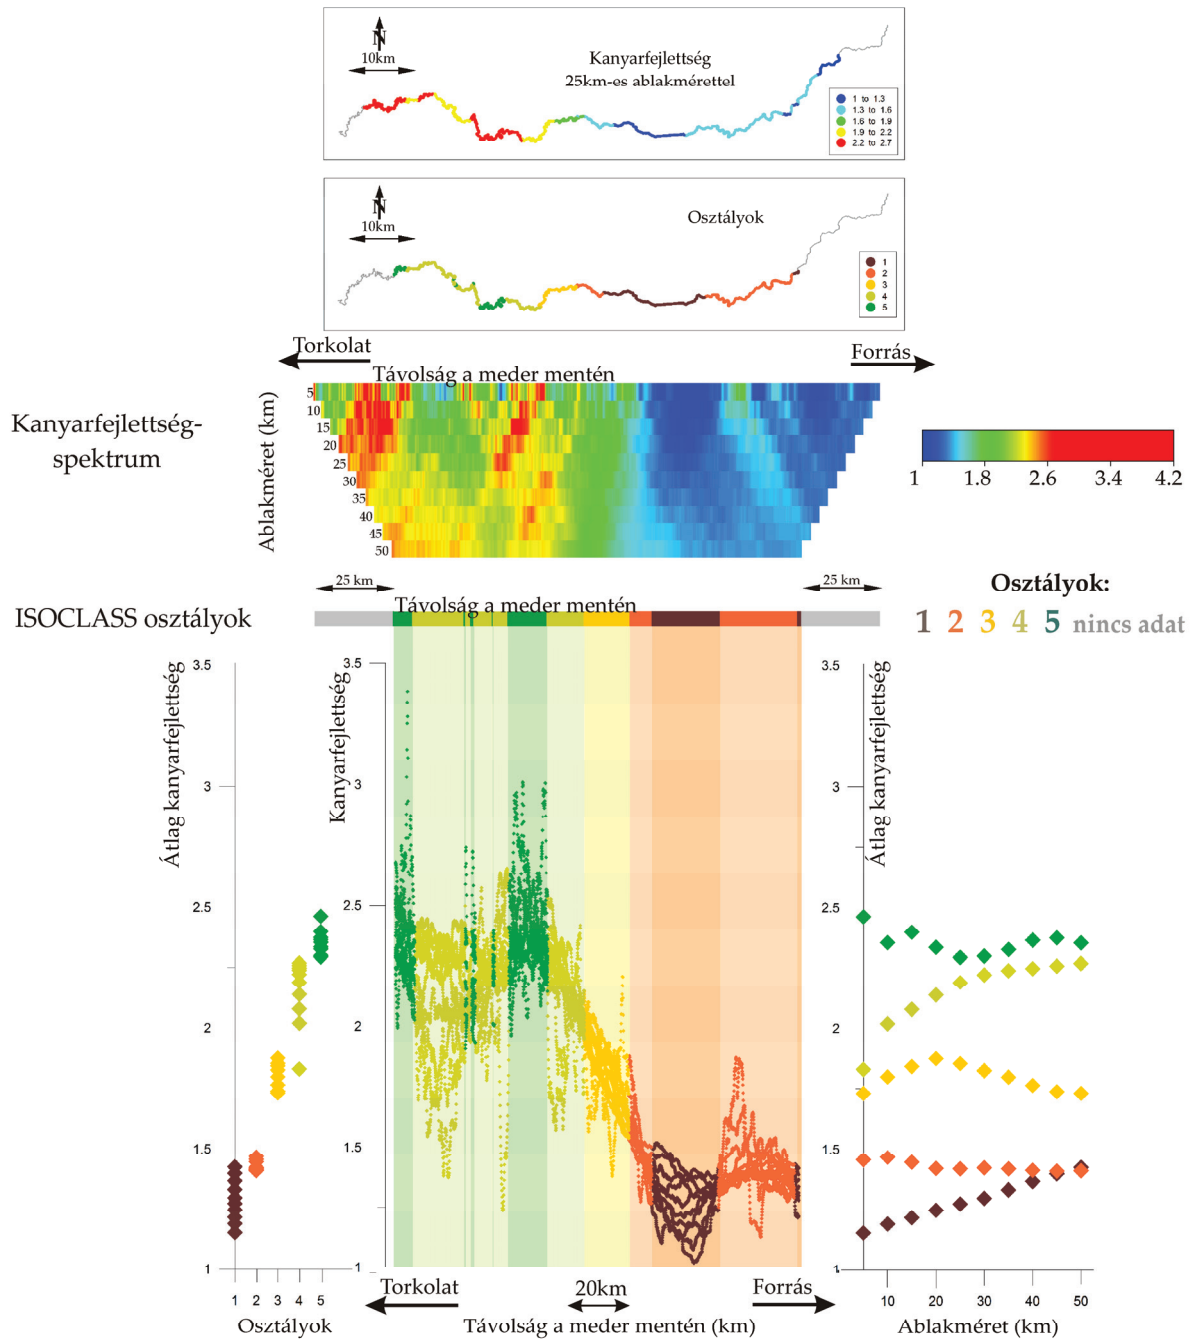 N
10km
Kanyarfejlettség
25km-es ablakmérettel
1 to 1.3
1.3 to 1.6
1.6 to 1.9
1.9 to 2.2
2.2 to 2.7
N
10km
Osztályok
1
2
3
4
5
Torkolat
Forrás
Távolság a meder mentén
Kanyarfejlettség-
spektrum
Ablakméret (km)
5
10
15
20
25
30
35
40
45
50
1 1.8 2.6 3.4 4.2
25 km
25 km
Osztályok:
ISOCLASS osztályok
Távolság a meder mentén
1 2 3 4 5 nincs adat
Átlag kanyarfejlettség
3.5
3
2.5
2
1.5
1
1 2 3 4 5
Osztályok
Kanyarfejlettség
3.5
3
2.5
2
1.5
1
Torkolat
20km
Forrás
Távolság a meder mentén (km)
Átlag kanyarfejlettség
3.5
3
2.5
2
1.5
1
10 20 30 40 50
Ablakméret (km)